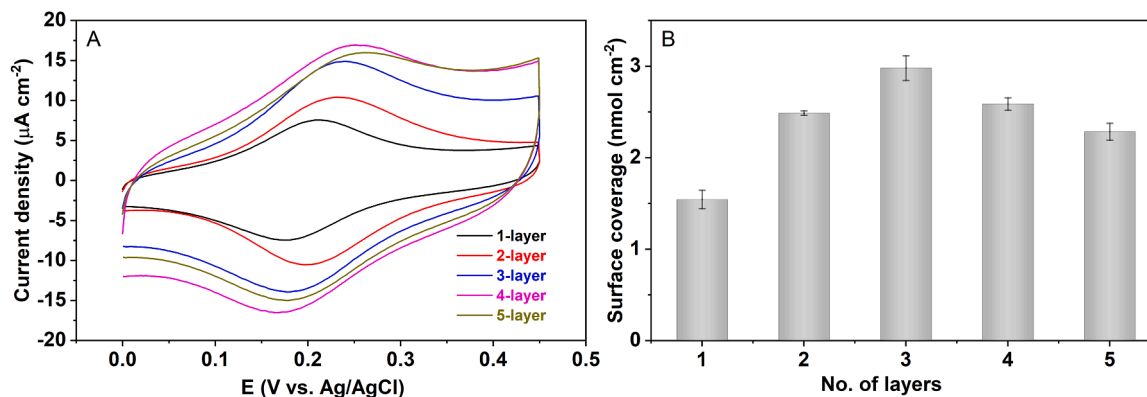 A
Current density (μA cm-2)
20
15
10
5
0
-5
-10
-15
-20
1-layer
2-layer
3-layer
4-layer
5-layer
0.0 0.1 0.2 0.3 0.4 0.5
E (V vs. Ag/AgCl)
B
Surface coverage (nmol cm-2)
3
2
1
0
1 2 3 4 5
No. of layers